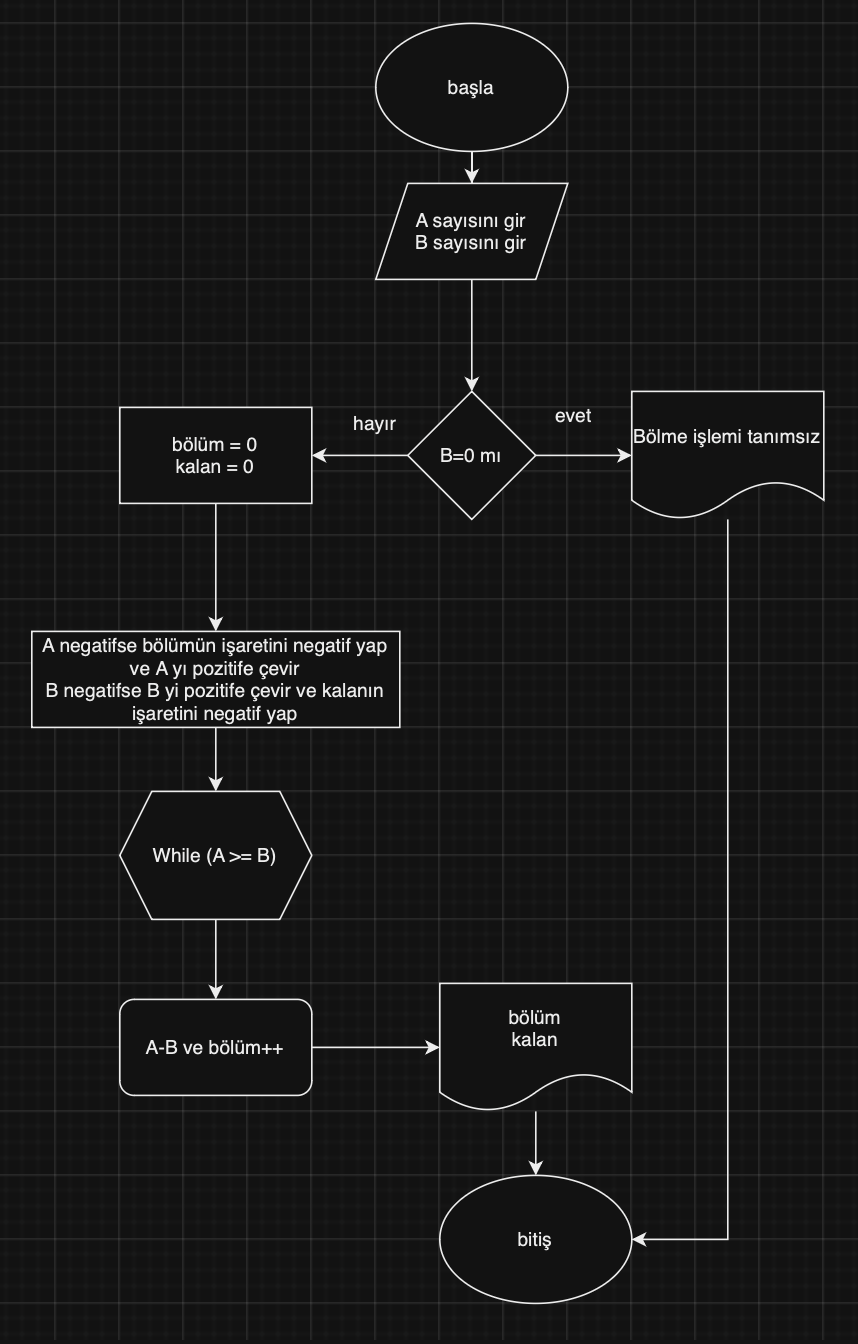 başla
A sayısını gir
B sayısını gir
hayır
evet
bölüm = 0
kalan = 0
B=0 mı
Bölme işlemi tanımsız
A negatifse bölümün işaretini negatif yap
ve A yı pozitife çevir
B negatifse B yi pozitife çevir ve kalanın
işaretini negatif yap
While (A >= B)
A-B ve bölüm++
bölüm
kalan
bitiş